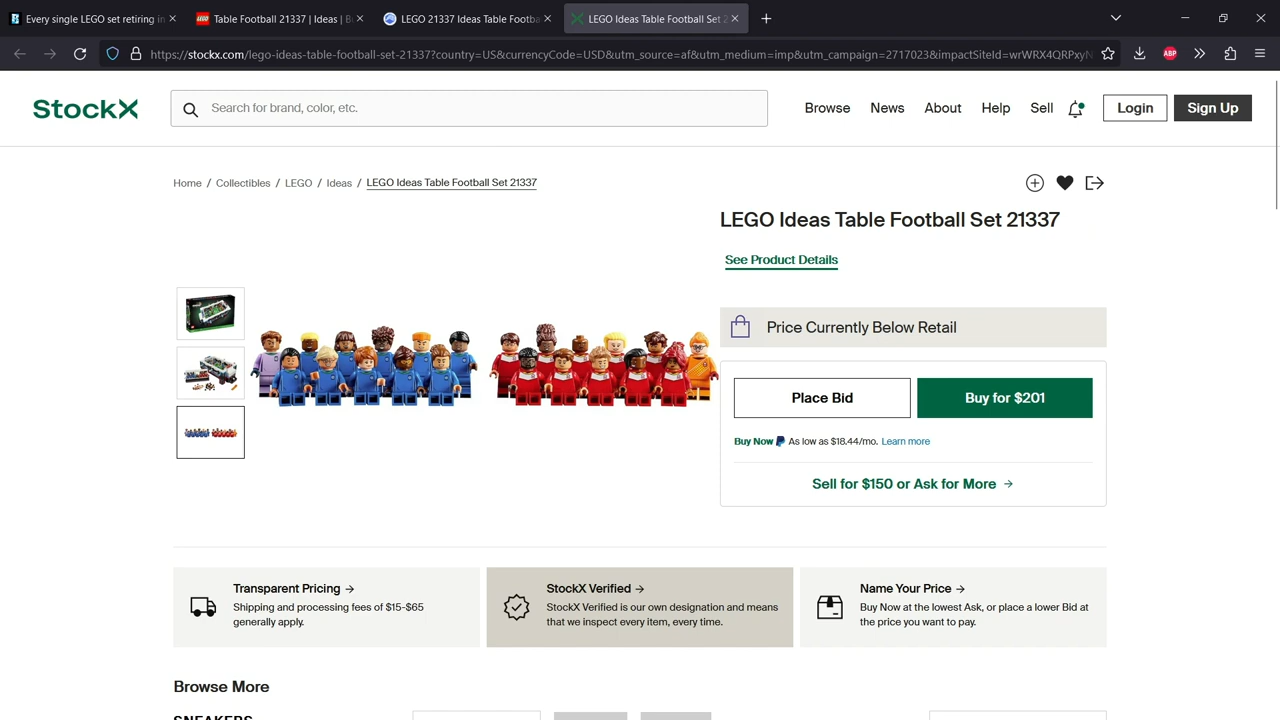 Every single LEGO set retiring in
Table Football 21337 | Ideas | B
LEGO 21337 Ideas Table Footba
LEGO Ideas Table Football Set 2
https://stockx.com/lego-ideas-table-football-set-21337?country=US&currencyCode=USD&utm_source=af&utm_medium=imp&utm_campaign=2717023&impactSiteId=wrWRX4QRPxyN
ABP
StockX
Search for brand, color, etc.
Browse
News
About
Help
Sell
Login
Sign Up
Home / Collectibles / LEGO / Ideas / LEGO Ideas Table Football Set 21337
LEGO Ideas Table Football Set 21337
See Product Details
Price Currently Below Retail
Place Bid
Buy for $201
Buy Now As low as $18.44/mo. Learn more
Sell for $150 or Ask for More →
Transparent Pricing →
Shipping and processing fees of $15-$65
generally apply.
StockX Verified →
StockX Verified is our own designation and means
that we inspect every item, every time.
Name Your Price →
Buy Now at the lowest Ask, or place a lower Bid at
the price you want to pay.
Browse More
SNEAKERS